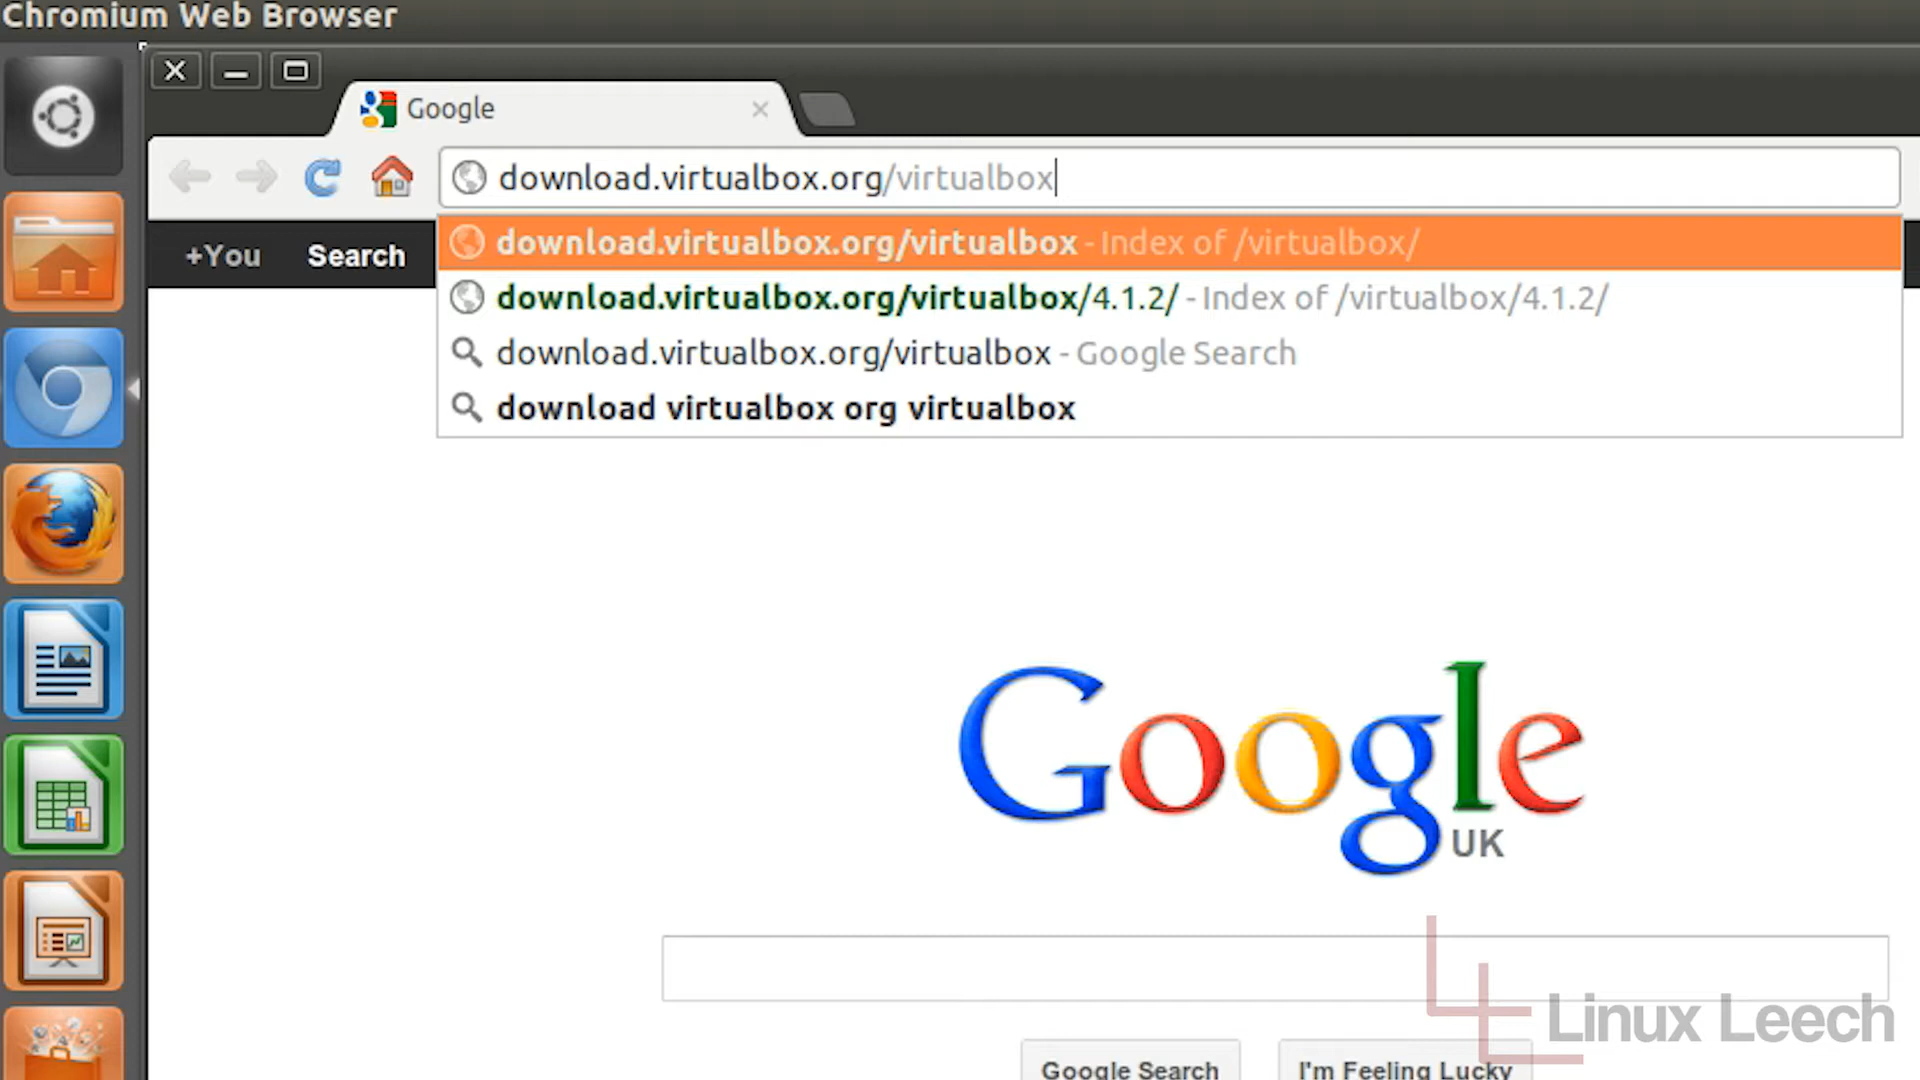 Chromium Web Browser
Google
download.virtualbox.org/virtualbox
+You Search
download.virtualbox.org/virtualbox - Index of /virtualbox/
download.virtualbox.org/virtualbox/4.1.2/ - Index of /virtualbox/4.1.2/
download.virtualbox.org/virtualbox - Google Search
download virtualbox org virtualbox
Google
UK
Linux Leech
Google Search I'm Feeling Lucky